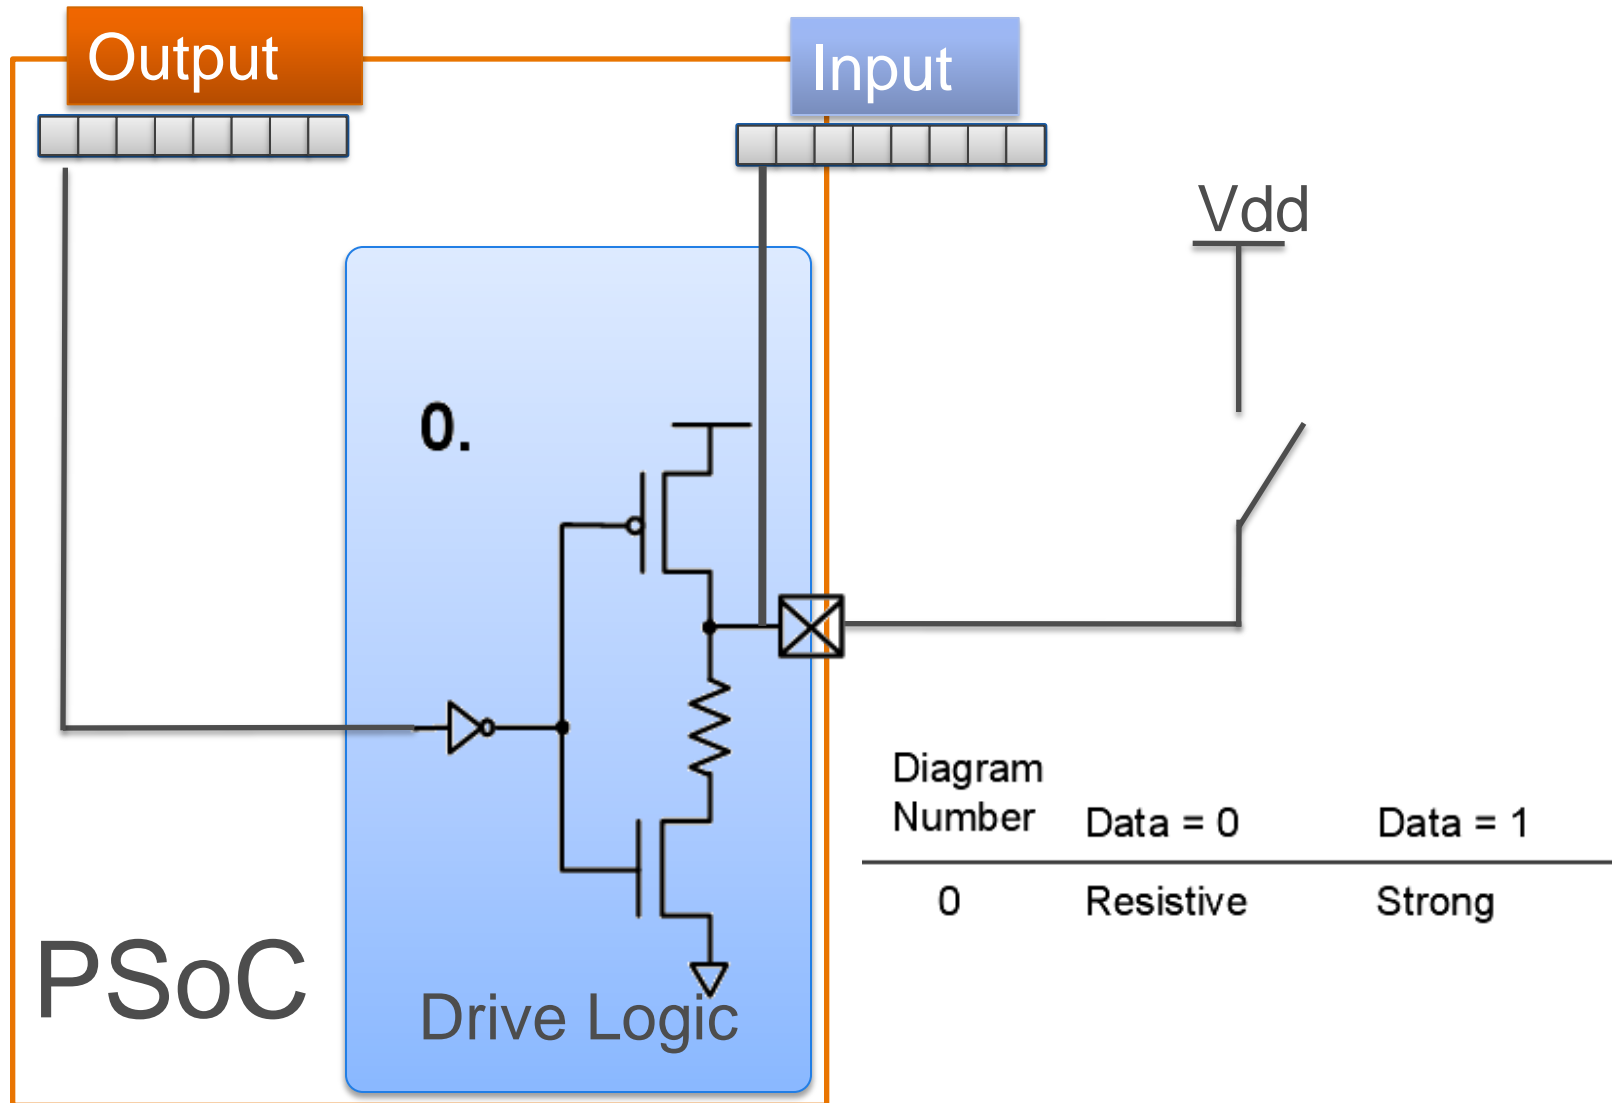 Output
Input
Vdd
0.
Diagram
Number Data = 0 Data = 1
0 Resistive Strong
PSoC
Drive Logic